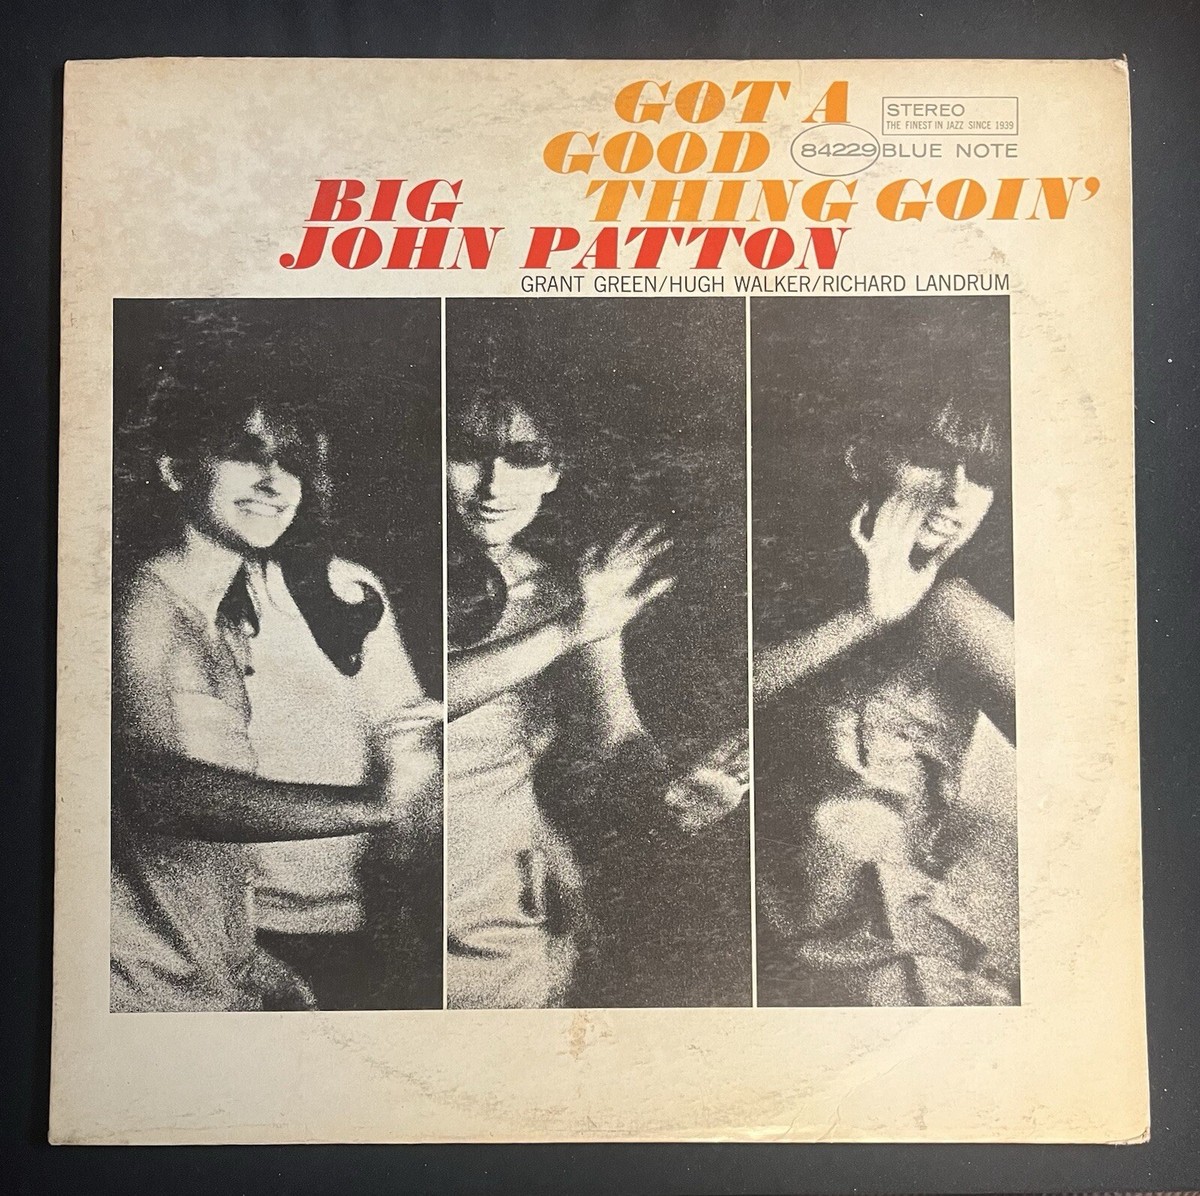 GOT A
GOOD
THING GOIN'
BIG
JOHN PATTON
STEREO
THE FINEST IN JAZZ SINCE 1939
84229 BLUE NOTE
GRANT GREEN/HUGH WALKER/RICHARD LANDRUM